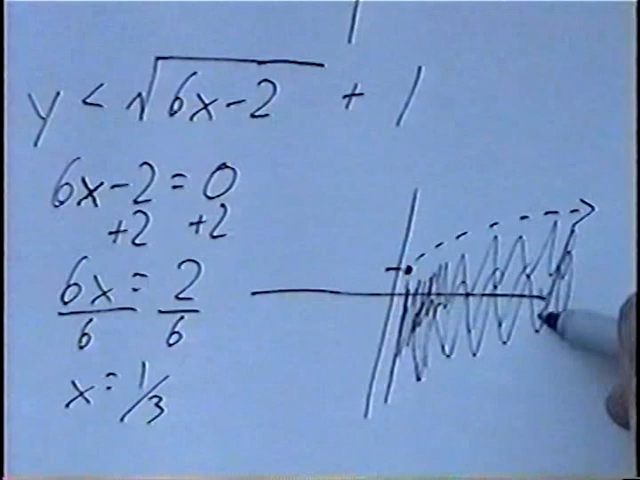 y < √6x-2 + 1
6x-2 = 0
+2 +2
6x = 2
6 6
x = 1/3